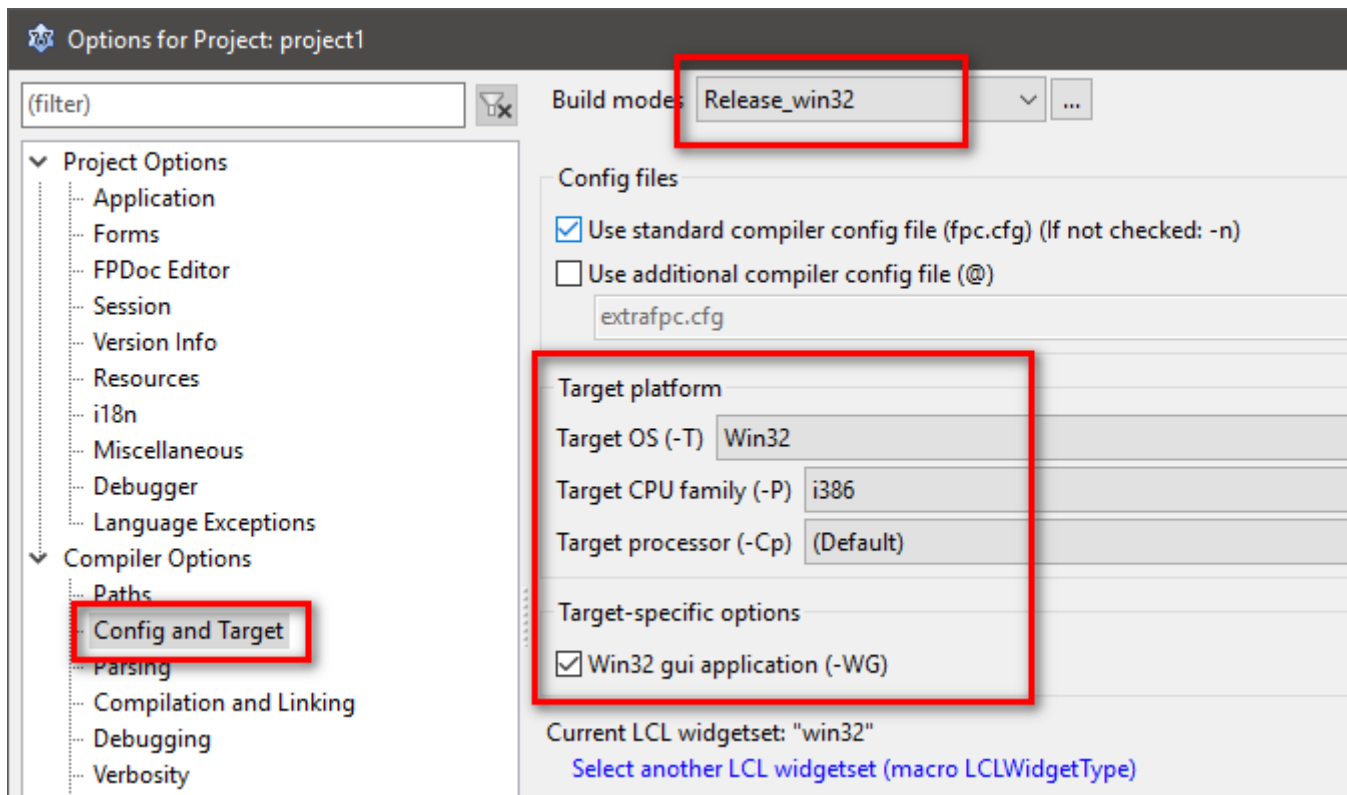 Options for Project: project1
(filter)
Build modes Release_win32 ...
Project Options
Application
Forms
FPDoc Editor
Session
Version Info
Resources
i18n
Miscellaneous
Debugger
Language Exceptions
Compiler Options
Paths
Config and Target
Parsing
Compilation and Linking
Debugging
Verbosity
Config files
Use standard compiler config file (fpc.cfg) (If not checked: -n)
Use additional compiler config file (@)
extrafpc.cfg
Target platform
Target OS (-T) Win32
Target CPU family (-P) i386
Target processor (-Cp) (Default)
Target-specific options
Win32 gui application (-WG)
Current LCL widgetset: "win32"
Select another LCL widgetset (macro LCLWidgetType)